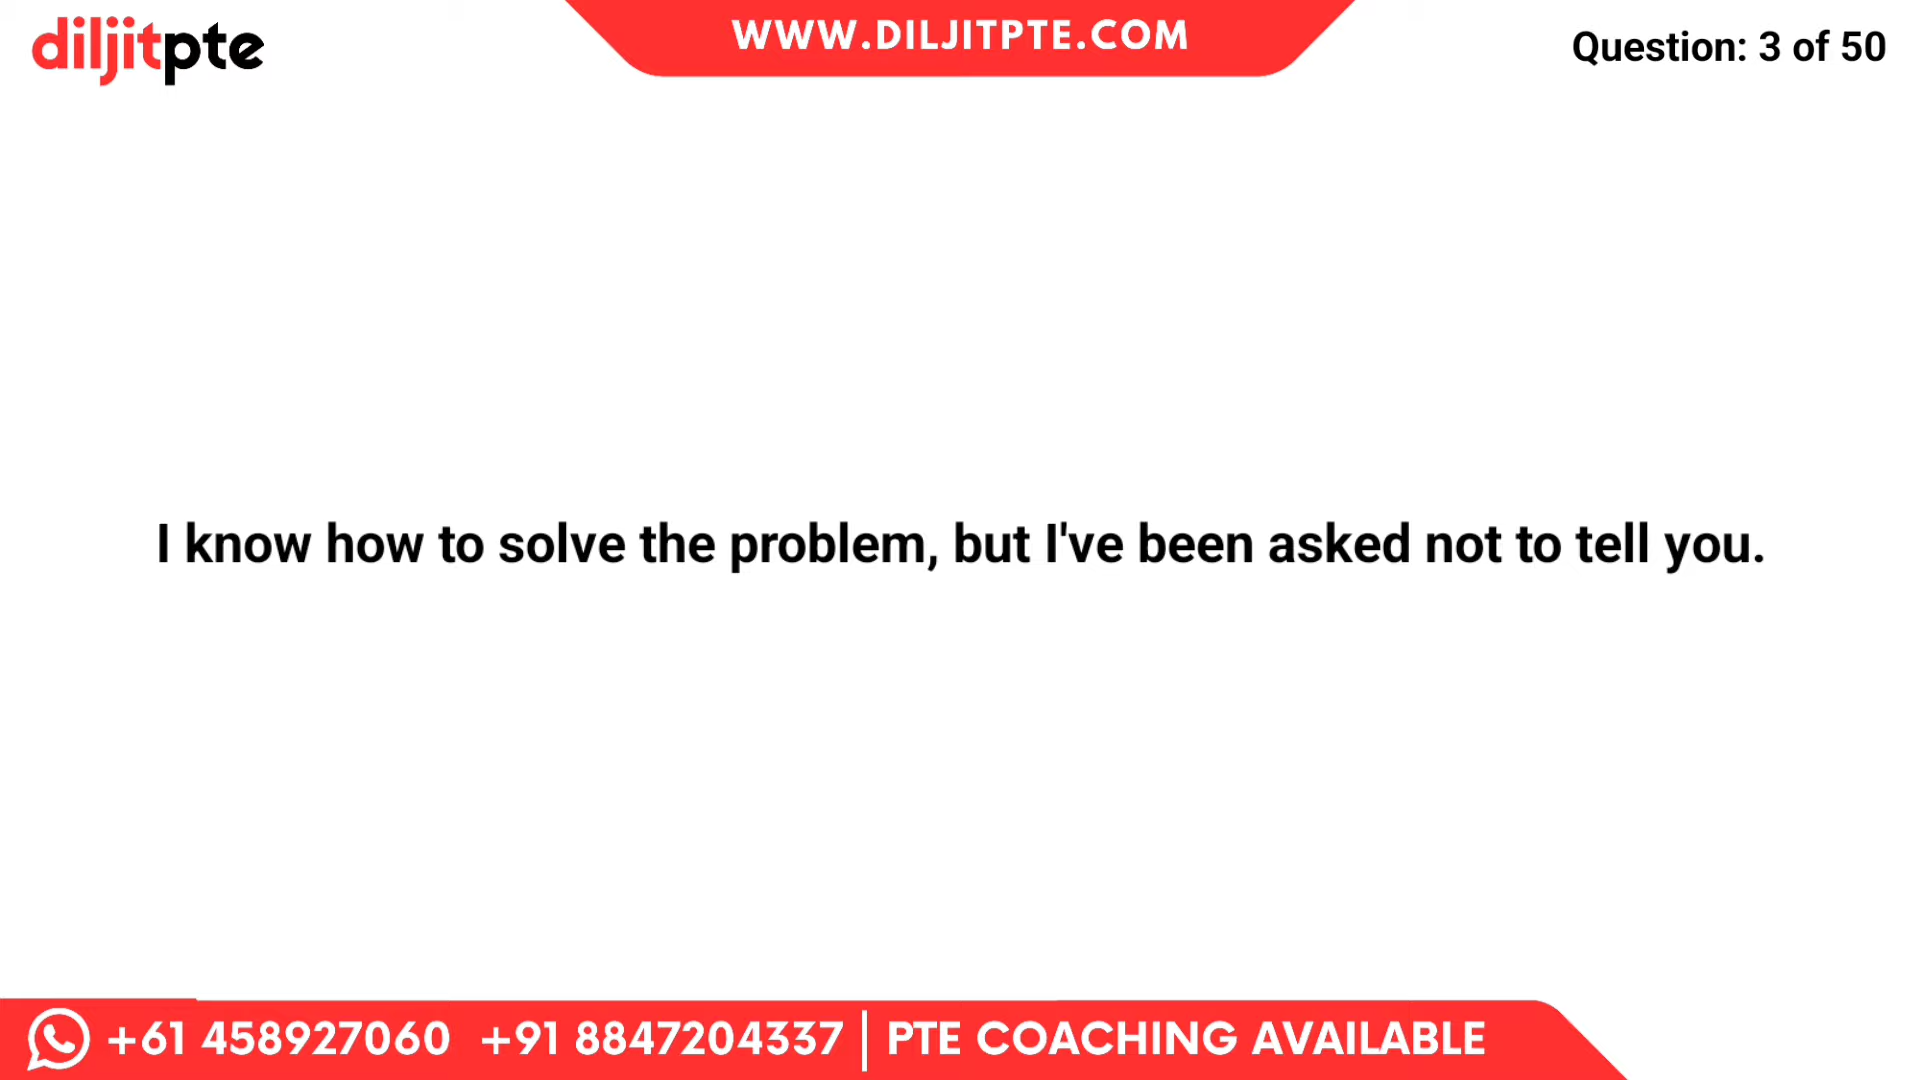 diljitpte
WWW.DILJITPTE.COM
Question: 3 of 50
I know how to solve the problem, but I've been asked not to tell you.
+61 458927060 +91 8847204337 | PTE COACHING AVAILABLE